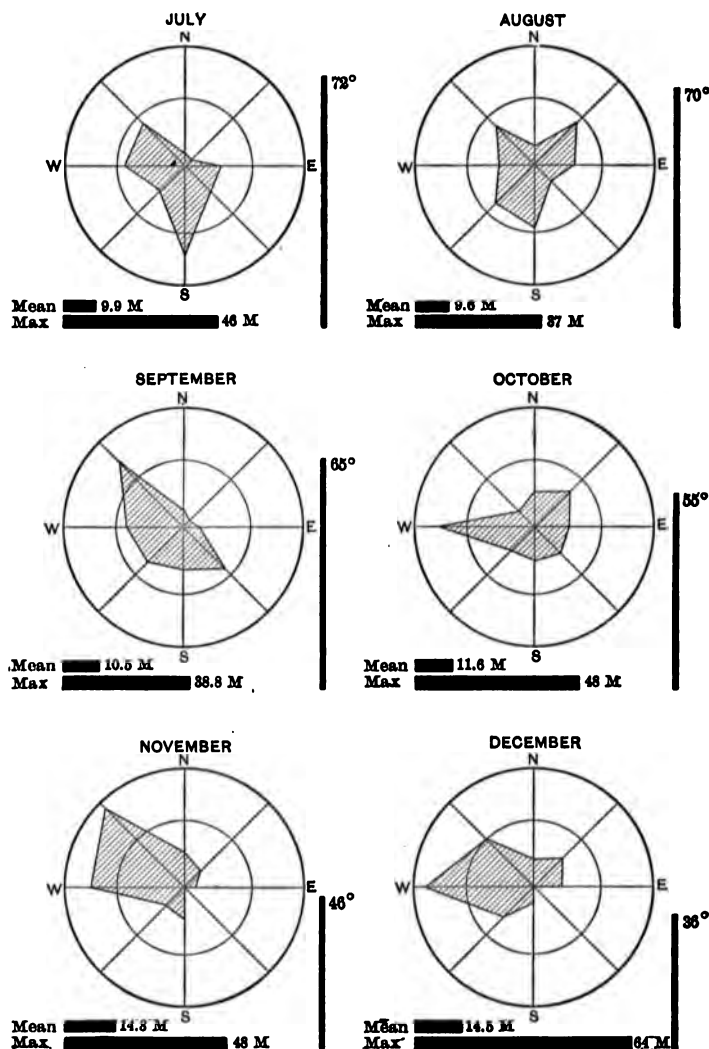 JULY
N
W
E
S
72°
Mean 9.9 M
Max 46 M
AUGUST
N
W
E
S
70°
Mean 9.6 M
Max 37 M
SEPTEMBER
N
W
E
S
65°
Mean 10.5 M
Max 38.8 M
OCTOBER
N
W
E
S
55°
Mean 11.6 M
Max 48 M
NOVEMBER
N
W
E
S
46°
Mean 14.3 M
Max 48 M
DECEMBER
N
W
E
S
36°
Mean 14.5 M
Max 64 M